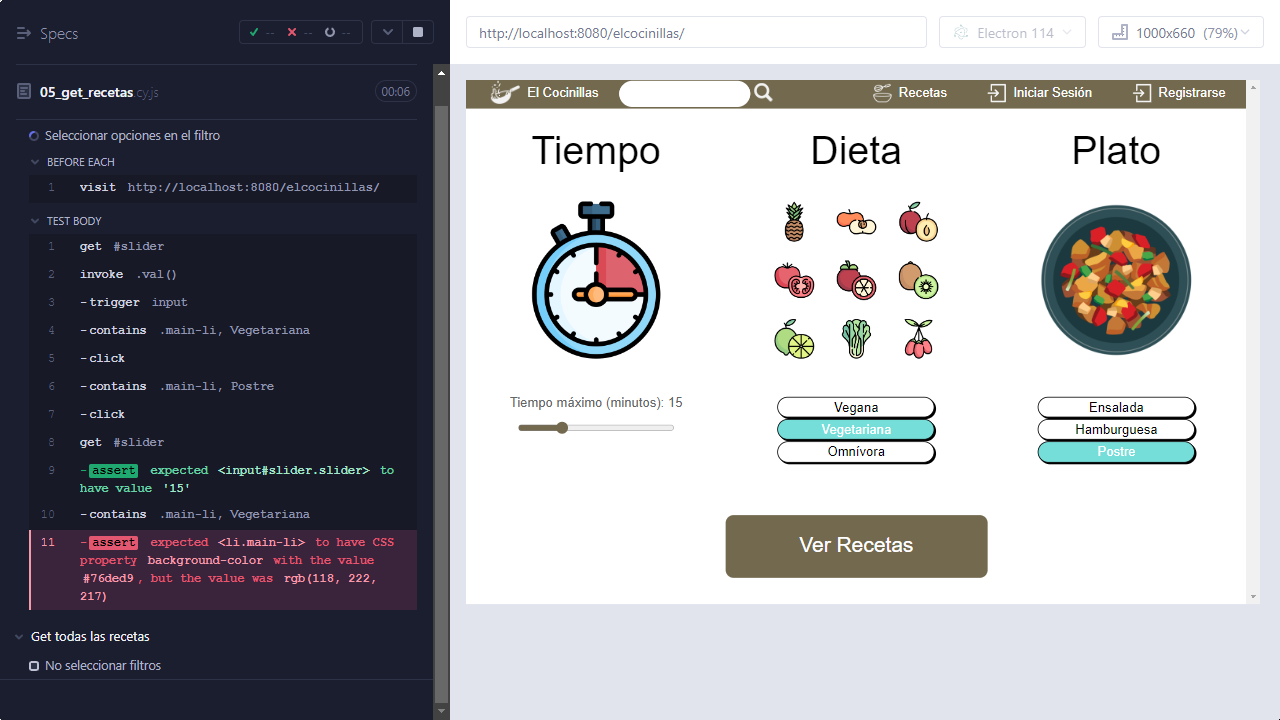 Specs
-- -- --
http://localhost:8080/elcocinillas/
Electron 114
1000x660 (79%)
05_get_recetas.cy.js
00:06
Seleccionar opciones en el filtro
BEFORE EACH
1 visit http://localhost:8080/elcocinillas/
TEST BODY
1 get #slider
2 invoke .val()
3 -trigger input
4 -contains .main-li, Vegetariana
5 -click
6 -contains .main-li, Postre
7 -click
8 get #slider
9 -assert expected <input#slider.slider> to
have value '15'
10 -contains .main-li, Vegetariana
11 -assert expected <li.main-li> to have CSS
property background-color with the value
#76ded9, but the value was rgb(118, 222,
217)
Get todas las recetas
No seleccionar filtros
El Cocinillas
Recetas
Iniciar Sesión
Registrarse
Tiempo
Dieta
Plato
Tiempo máximo (minutos): 15
Vegana
Vegetariana
Omnívora
Ensalada
Hamburguesa
Postre
Ver Recetas